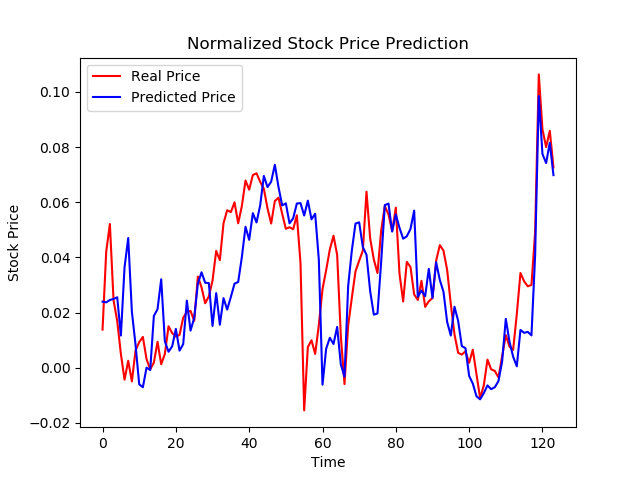 Normalized Stock Price Prediction
Real Price
Predicted Price
Stock Price
0.10
0.08
0.06
0.04
0.02
0.00
−0.02
0 20 40 60 80 100 120
Time